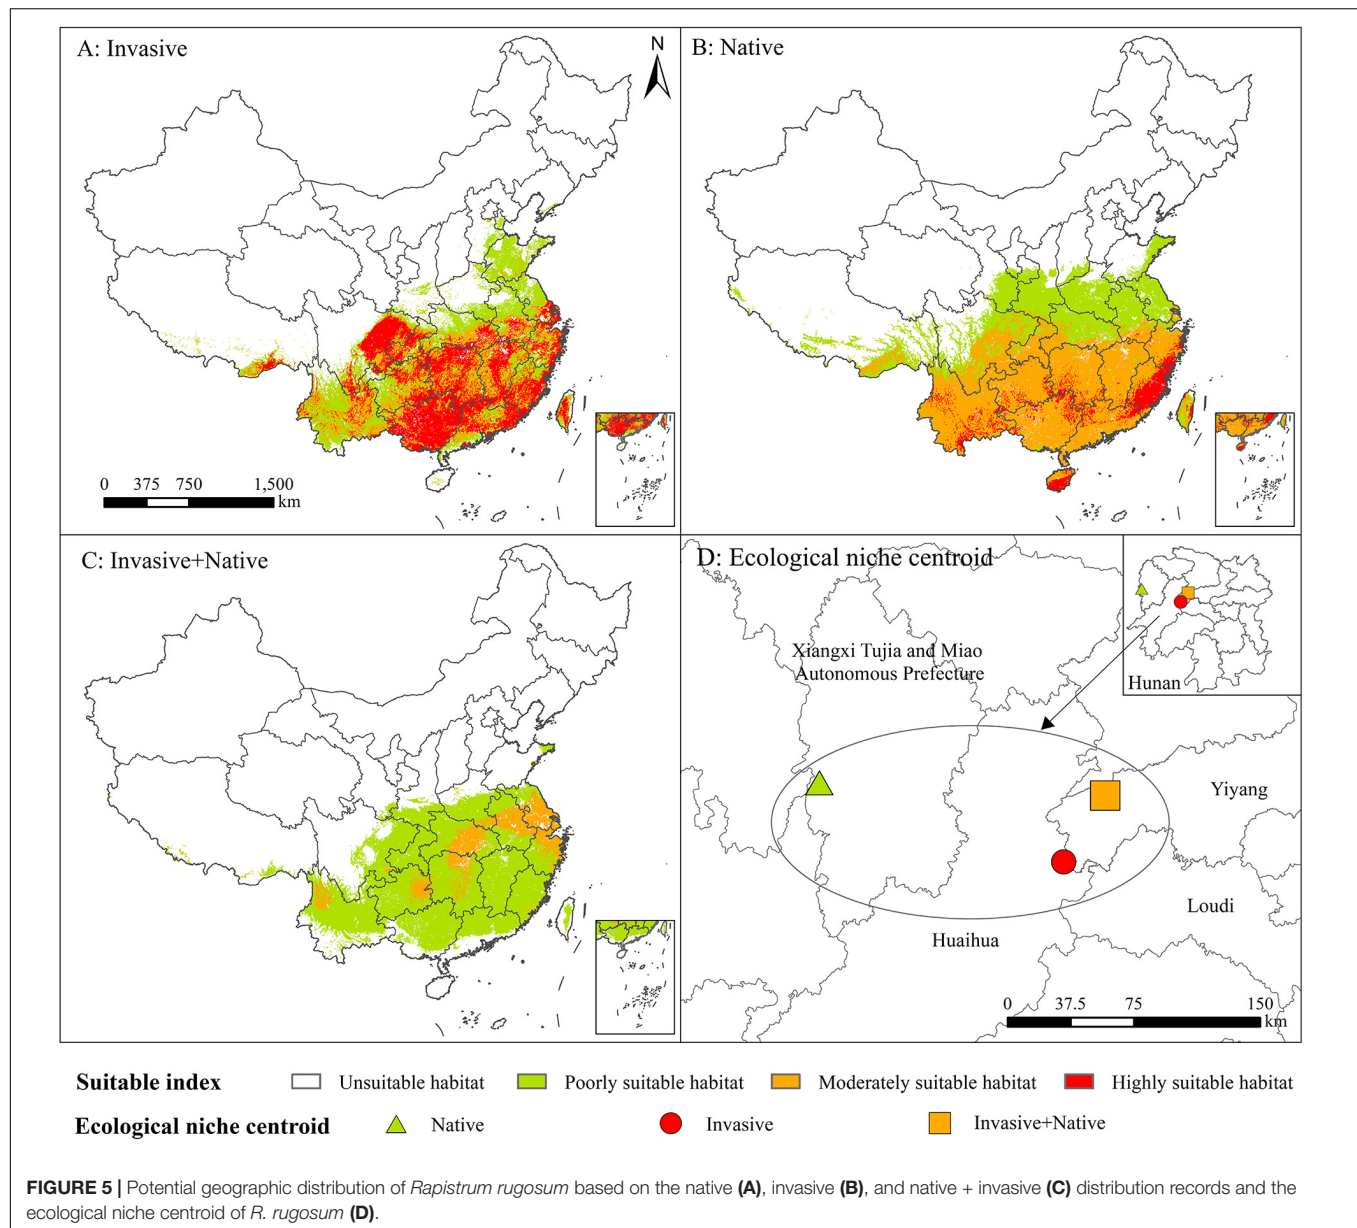 A: Invasive
N
B: Native
0 375 750 1,500
km
C: Invasive+Native
D: Ecological niche centroid
Xiangxi Tujia and Miao
Autonomous Prefecture
Hunan
Yiyang
Loudi
Huaihua
0 37.5 75 150
km
Suitable index Unsuitable habitat Poorly suitable habitat Moderately suitable habitat Highly suitable habitat
Ecological niche centroid Native Invasive Invasive+Native
FIGURE 5 | Potential geographic distribution of Rapistrum rugosum based on the native (A), invasive (B), and native + invasive (C) distribution records and the
ecological niche centroid of R. rugosum (D).